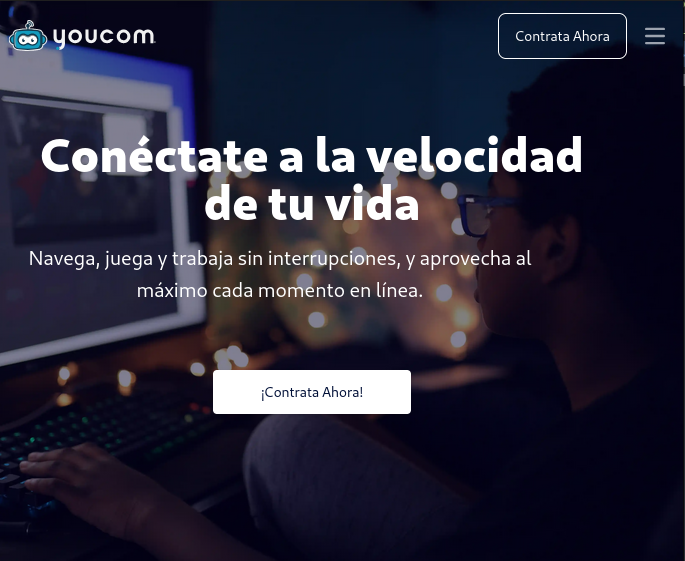 youcom
Contrata Ahora
Conéctate a la velocidad
de tu vida
Navega, juega y trabaja sin interrupciones, y aprovecha al
máximo cada momento en línea.
¡Contrata Ahora!